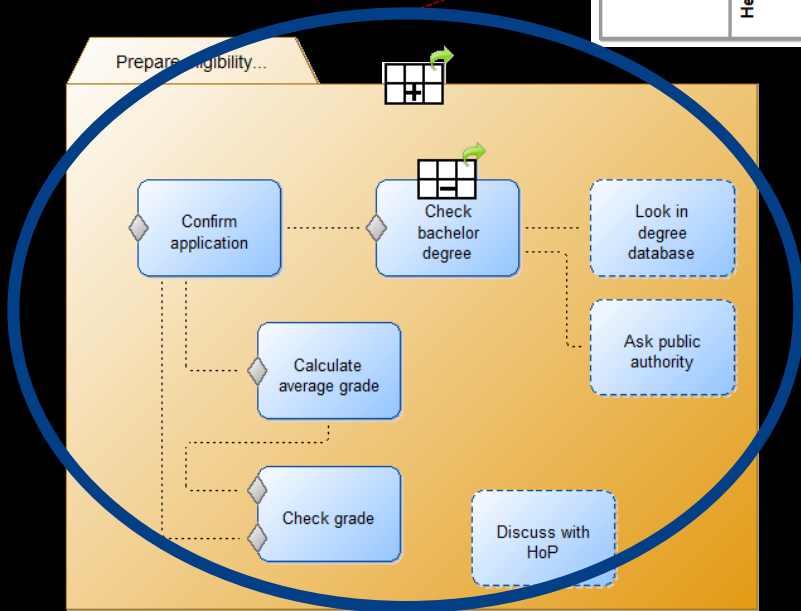 He
Prepare eligibility...
Confirm
application
Check
bachelor
degree
Look in
degree
database
Ask public
authority
Calculate
average grade
Check grade
Discuss with
HoP